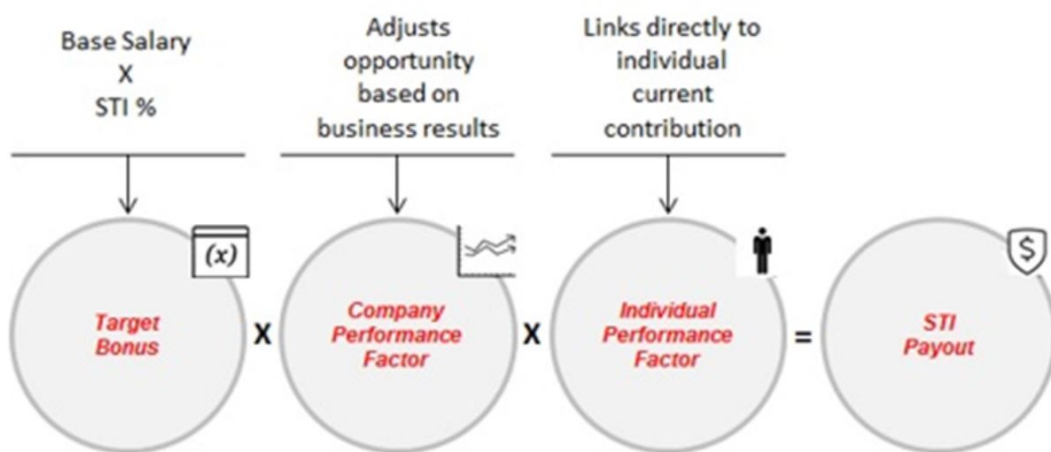 Base Salary
X
STI %
Adjusts
opportunity
based on
business results
Links directly to
individual
current
contribution
(x)
$
Target
Bonus
X
Company
Performance
Factor
X
Individual
Performance
Factor
=
STI
Payout